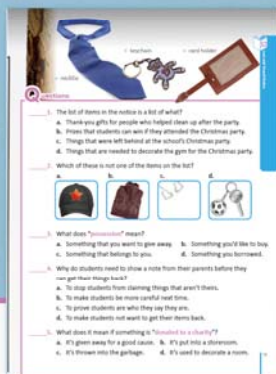 keychain
card holder
necktie
Questions
1. The list of items in the notice is a list of what?
a. Thank-you gifts for people who helped clean up after the party.
b. Prizes that students can win if they attended the Christmas party.
c. Things that were left behind at the school's Christmas party.
d. Things that are needed to decorate the gym for the Christmas party.
2. Which of these is not one of the items on the list?
a. b. c. d.
3. What does "possession" mean?
a. Something that you want to give away. b. Something you'd like to buy.
c. Something that belongs to you. d. Something you borrowed.
4. Why do students need to show a note from their parents before they
can get their things back?
a. To stop students from claiming things that aren't theirs.
b. To make students be more careful next time.
c. To prove students are who they say they are.
d. To make students not want to get their items back.
5. What does it mean if something is "donated to a charity"?
a. It's given away for a good cause. b. It's put into a storeroom.
c. It's thrown into the garbage. d. It's used to decorate a room.